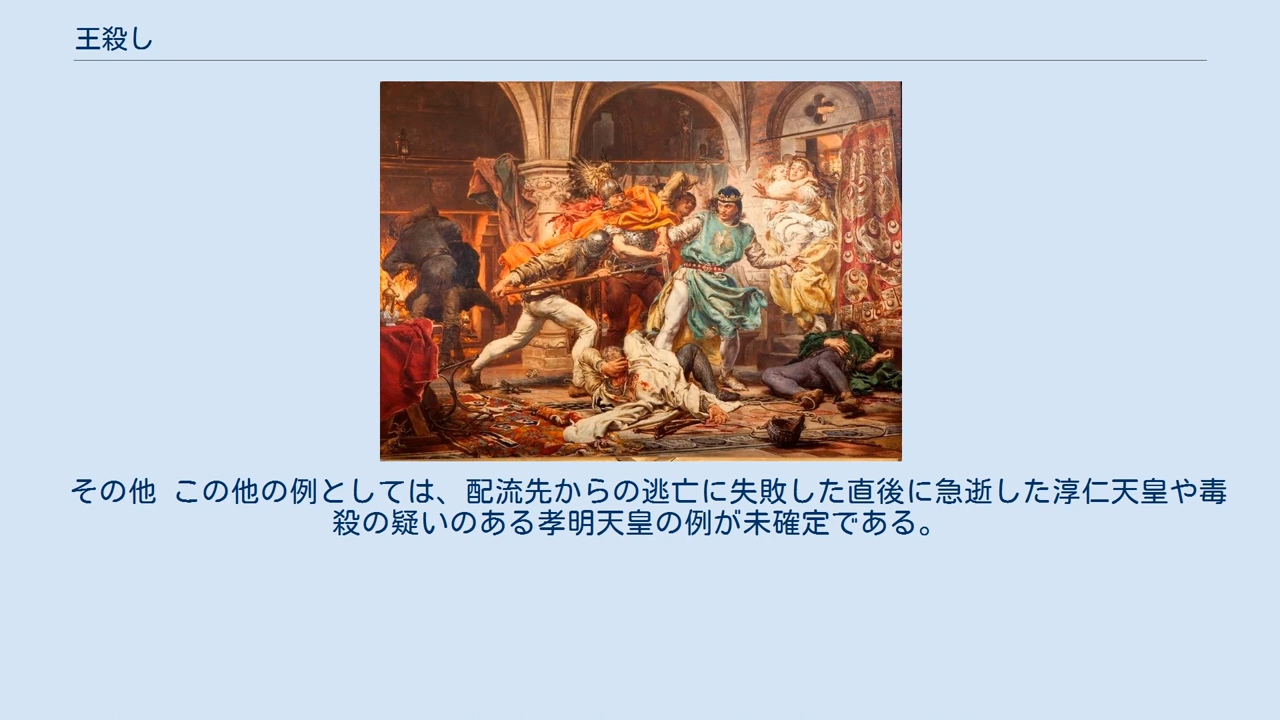 王殺し
その他 この他の例としては、配流先からの逃亡に失敗した直後に急逝した淳仁天皇や毒
殺の疑いのある孝明天皇の例が未確定である。